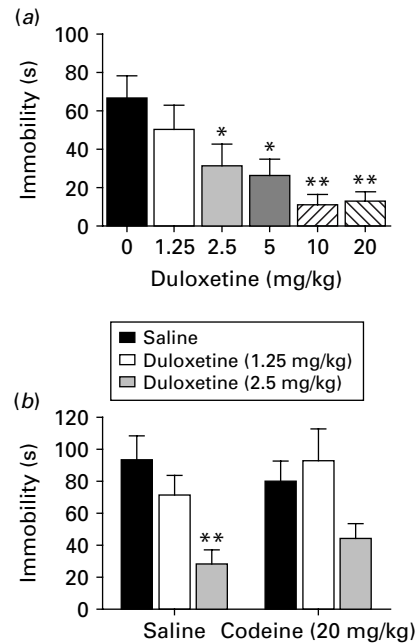 (a)
100
80
60
40
20
0
Immobility (s)
* *
** **
0 1.25 2.5 5 10 20
Duloxetine (mg/kg)
Saline
Duloxetine (1.25 mg/kg)
Duloxetine (2.5 mg/kg)
(b)
120
100
80
60
40
20
0
Immobility (s)
**
Saline Codeine (20 mg/kg)